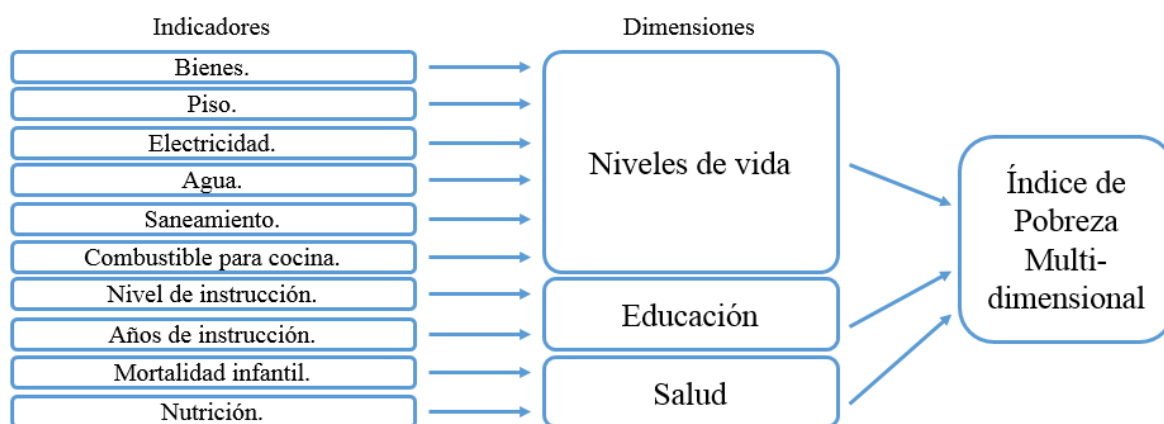 Indicadores
Bienes.
Piso.
Electricidad.
Agua.
Saneamiento.
Combustible para cocina.
Nivel de instrucción.
Años de instrucción.
Mortalidad infantil.
Nutrición.
Dimensiones
Niveles de vida
Educación
Salud
Índice de
Pobreza
Multi-
dimensional